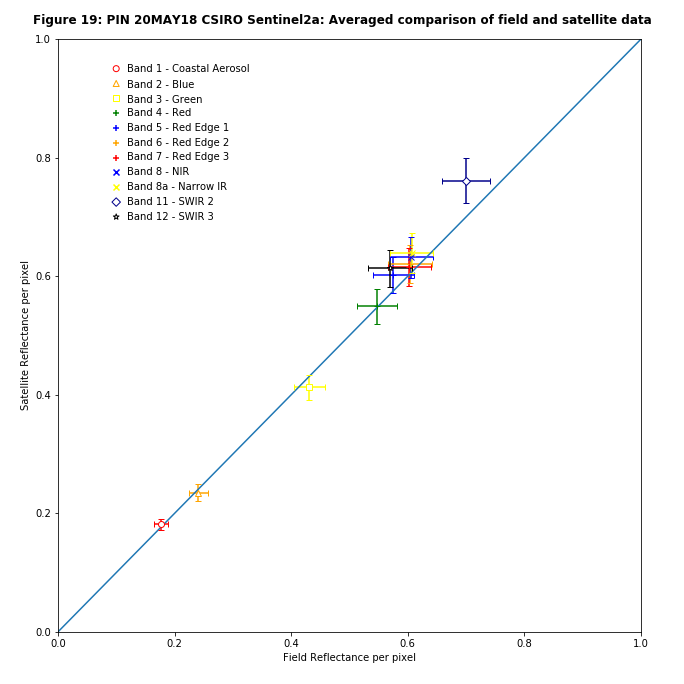 Figure 19: PIN 20MAY18 CSIRO Sentinel2a: Averaged comparison of field and satellite data
1.0
Band 1 - Coastal Aerosol
Band 2 - Blue
Band 3 - Green
Band 4 - Red
Band 5 - Red Edge 1
Band 6 - Red Edge 2
Band 7 - Red Edge 3
Band 8 - NIR
Band 8a - Narrow IR
Band 11 - SWIR 2
Band 12 - SWIR 3
0.8
0.6
0.4
0.2
0.0
Satellite Reflectance per pixel
0.0 0.2 0.4 0.6 0.8 1.0
Field Reflectance per pixel